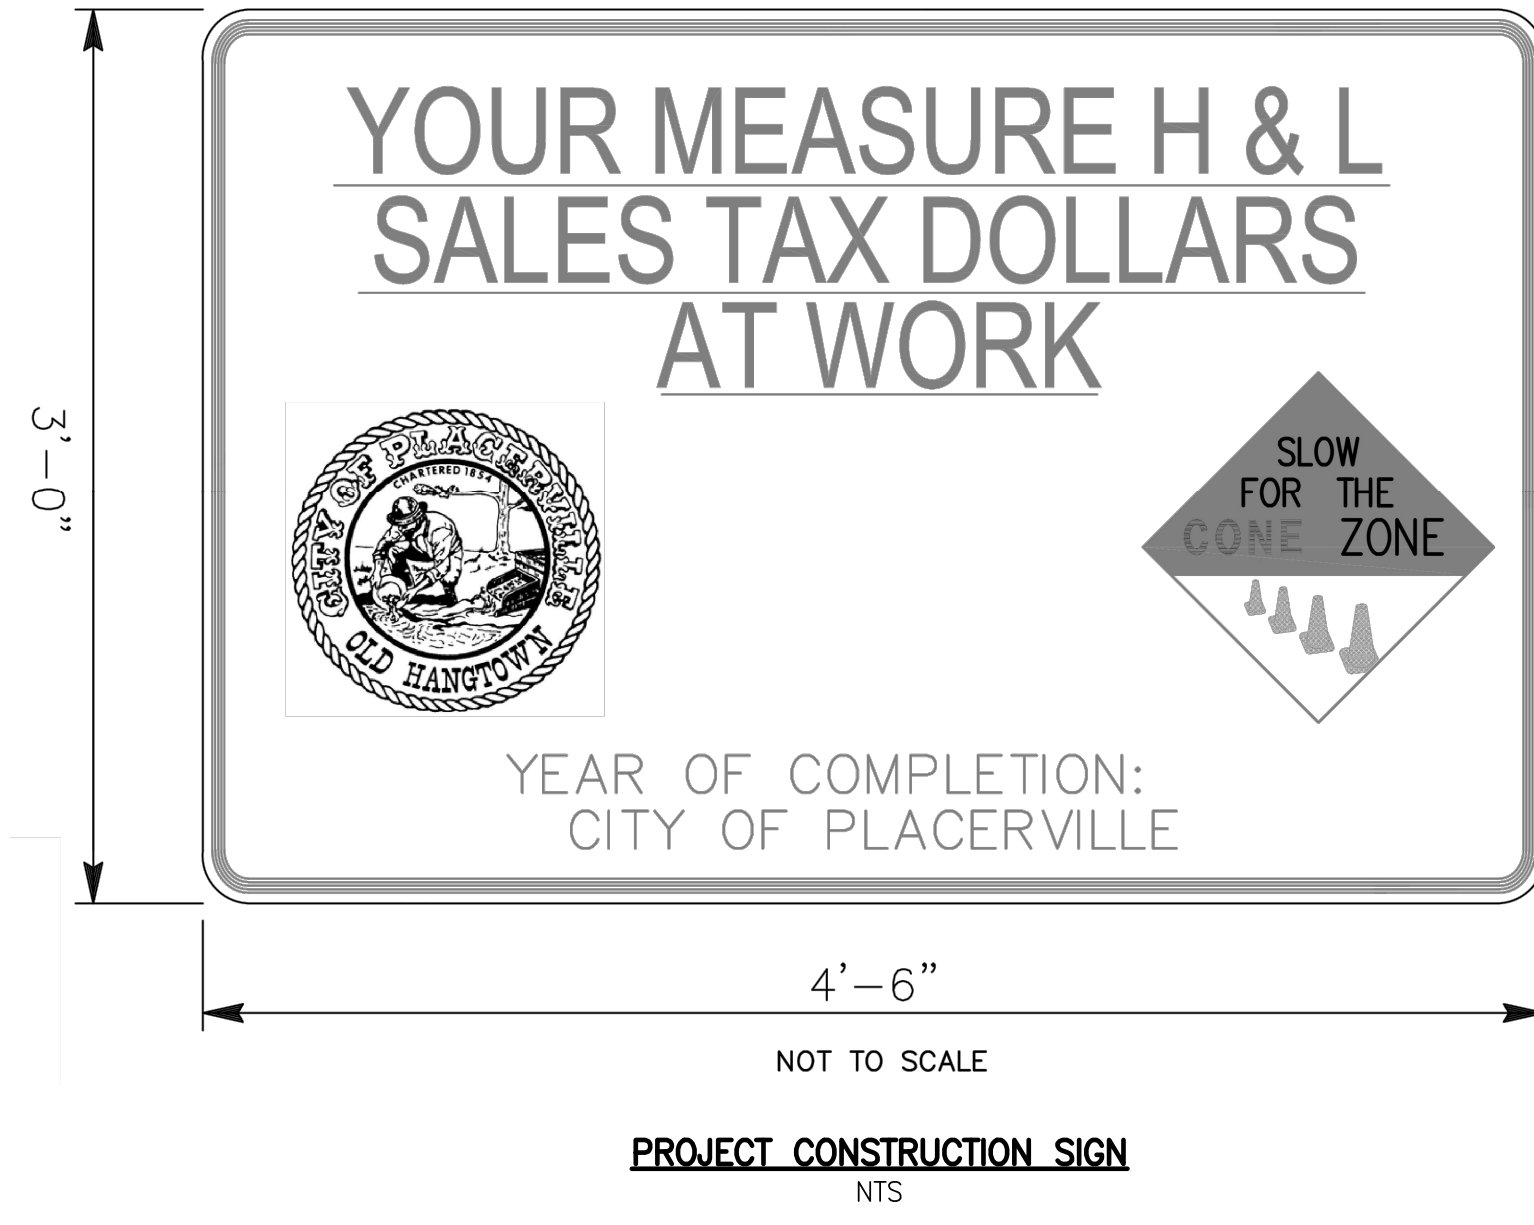 YOUR MEASURE H & L
SALES TAX DOLLARS
AT WORK
3'-0"
CITY OF PLACERVILLE
CHARTERED 1854
OLD HANGTOWN
SLOW
FOR THE
CONE ZONE
YEAR OF COMPLETION:
CITY OF PLACERVILLE
4'-6"
NOT TO SCALE
PROJECT CONSTRUCTION SIGN
NTS